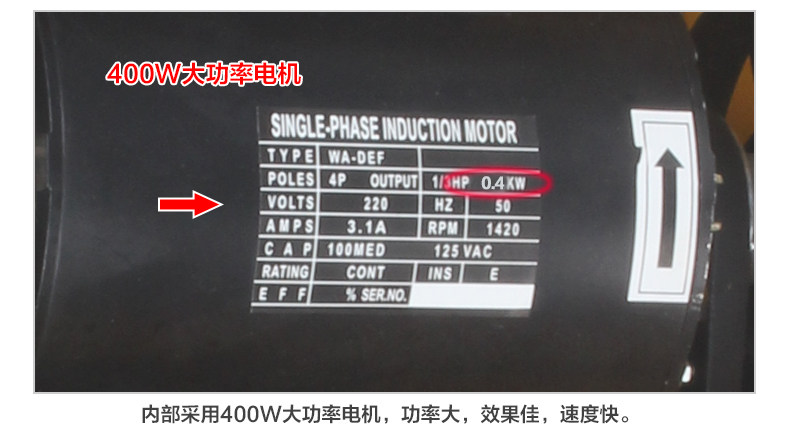 400W大功率电机
SINGLE-PHASE INDUCTION MOTOR
TYPE WA-DEF
POLES 4P OUTPUT 1/3HP 0.4KW
VOLTS 220 HZ 50
AMPS 3.1A RPM 1420
CAP 100MED 125 VAC
RATING CONT INS E
EFF % SER.NO.
内部采用400W大功率电机，功率大，效果佳，速度快。